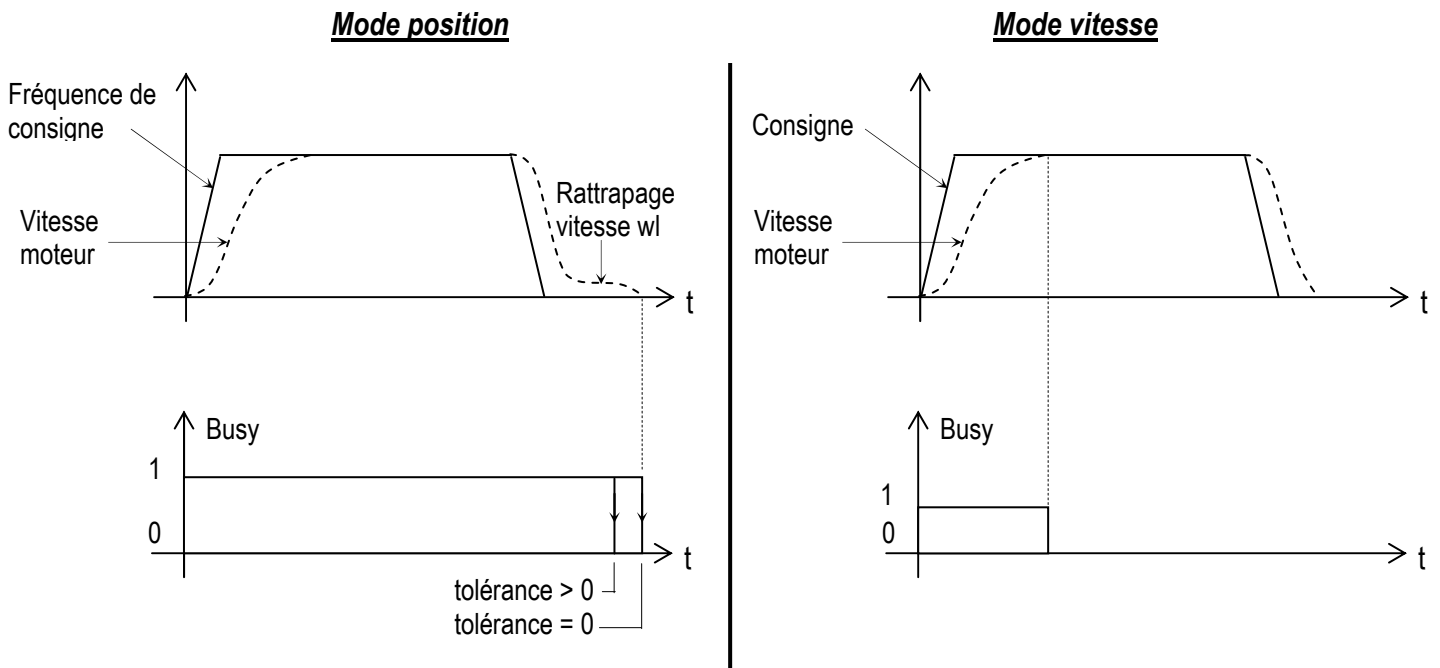 Mode position
Fréquence de
consigne
Vitesse
moteur
Rattrapage
vitesse wl
t
Busy
1
0
t
tolérance > 0
tolérance = 0
Mode vitesse
Consigne
Vitesse
moteur
t
Busy
1
0
t